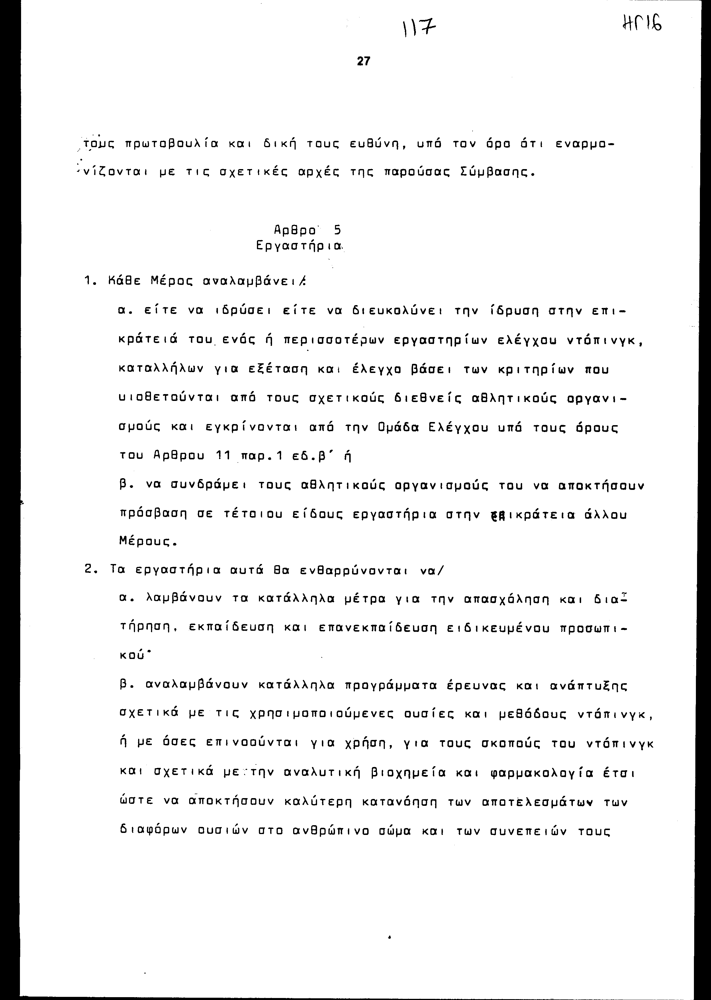 117
27
τους πρωτοβουλία και δική τους ευθύνη, υπό τον όρο ότι εναρμο-
νίζονται με τις σχετικές αρχές της παρούσας Σύμβασης.
Αρθρο 5
Εργαστήρια
1. Κάθε Μέρος αναλαμβάνει/:
α. είτε να ιδρύσει είτε να διευκολύνει την ίδρυση στην επι-
κράτειά του ενός ή περισσοτέρων εργαστηρίων ελέγχου ντόπινγκ,
καταλλήλων για εξέταση και έλεγχο βάσει των κριτηρίων που
υιοθετούνται από τους σχετικούς διεθνείς αθλητικούς οργανι-
σμούς και εγκρίνονται από την Ομάδα Ελέγχου υπό τους όρους
του Αρθρου 11 παρ.1 εδ.β΄ ή
β. να συνδράμει τους αθλητικούς οργανισμούς του να αποκτήσουν
πρόσβαση σε τέτοιου είδους εργαστήρια στην επικράτεια άλλου
Μέρους.
2. Τα εργαστήρια αυτά θα ενθαρρύνονται να/
α. λαμβάνουν τα κατάλληλα μέτρα για την απασχόληση και δια-
τήρηση, εκπαίδευση και επανεκπαίδευση ειδικευμένου προσωπι-
κού·
β. αναλαμβάνουν κατάλληλα προγράμματα έρευνας και ανάπτυξης
σχετικά με τις χρησιμοποιούμενες ουσίες και μεθόδους ντόπινγκ,
ή με όσες επινοούνται για χρήση, για τους σκοπούς του ντόπινγκ
και σχετικά με την αναλυτική βιοχημεία και φαρμακολογία έτσι
ώστε να αποκτήσουν καλύτερη κατανόηση των αποτελεσμάτων των
διαφόρων ουσιών στο ανθρώπινο σώμα και των συνεπειών τους